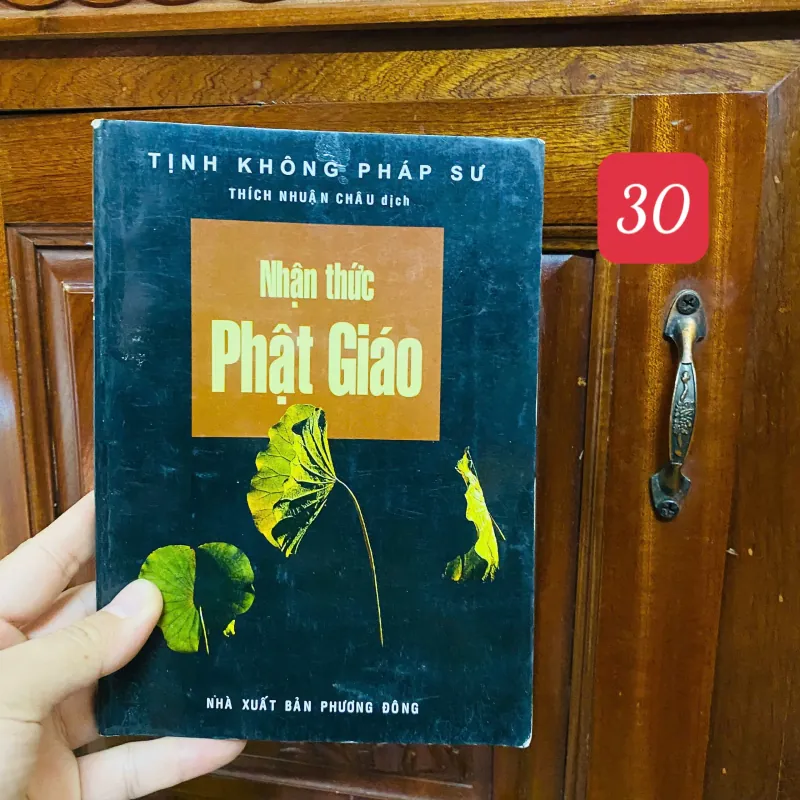 TỊNH KHÔNG PHÁP SƯ
THÍCH NHUẬN CHÂU dịch
30
Nhận thức
Phật Giáo
NHÀ XUẤT BẢN PHƯƠNG ĐÔNG